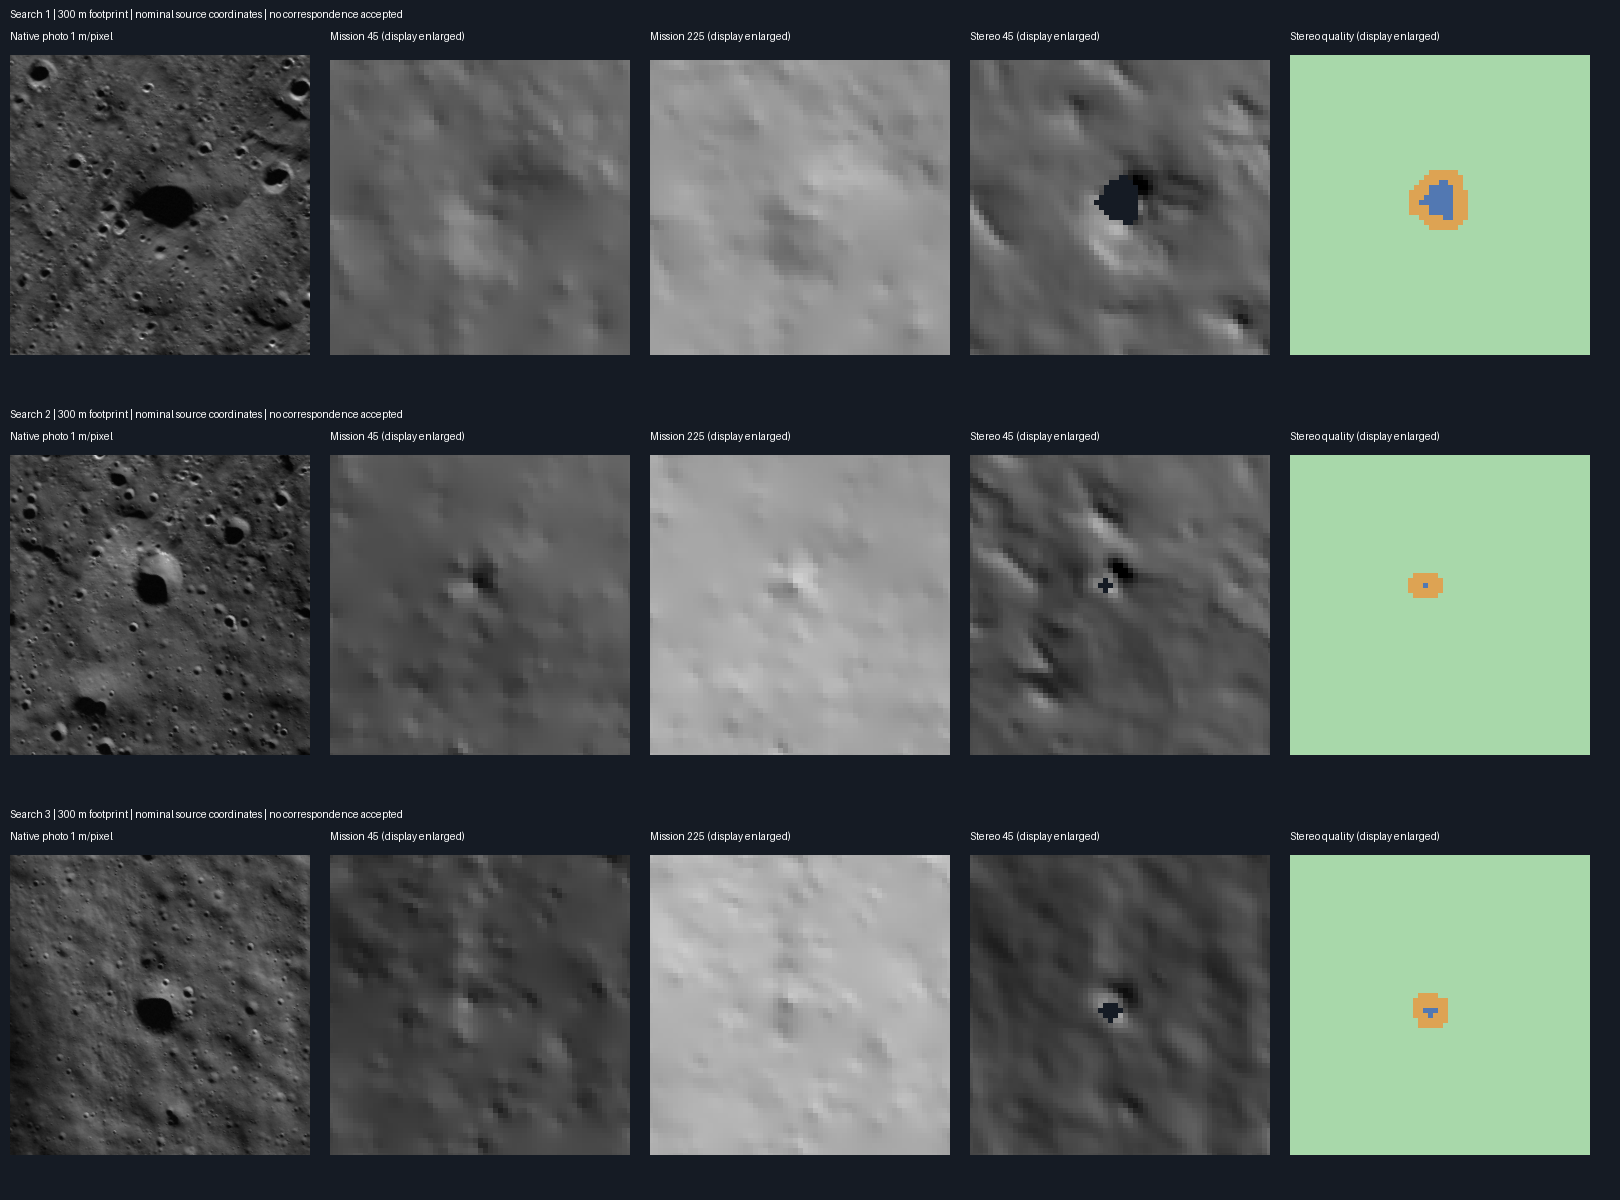 Search 1 | 300 m footprint | nominal source coordinates | no correspondence accepted
Native photo 1 m/pixel
Mission 45 (display enlarged)
Mission 225 (display enlarged)
Stereo 45 (display enlarged)
Stereo quality (display enlarged)
Search 2 | 300 m footprint | nominal source coordinates | no correspondence accepted
Native photo 1 m/pixel
Mission 45 (display enlarged)
Mission 225 (display enlarged)
Stereo 45 (display enlarged)
Stereo quality (display enlarged)
Search 3 | 300 m footprint | nominal source coordinates | no correspondence accepted
Native photo 1 m/pixel
Mission 45 (display enlarged)
Mission 225 (display enlarged)
Stereo 45 (display enlarged)
Stereo quality (display enlarged)